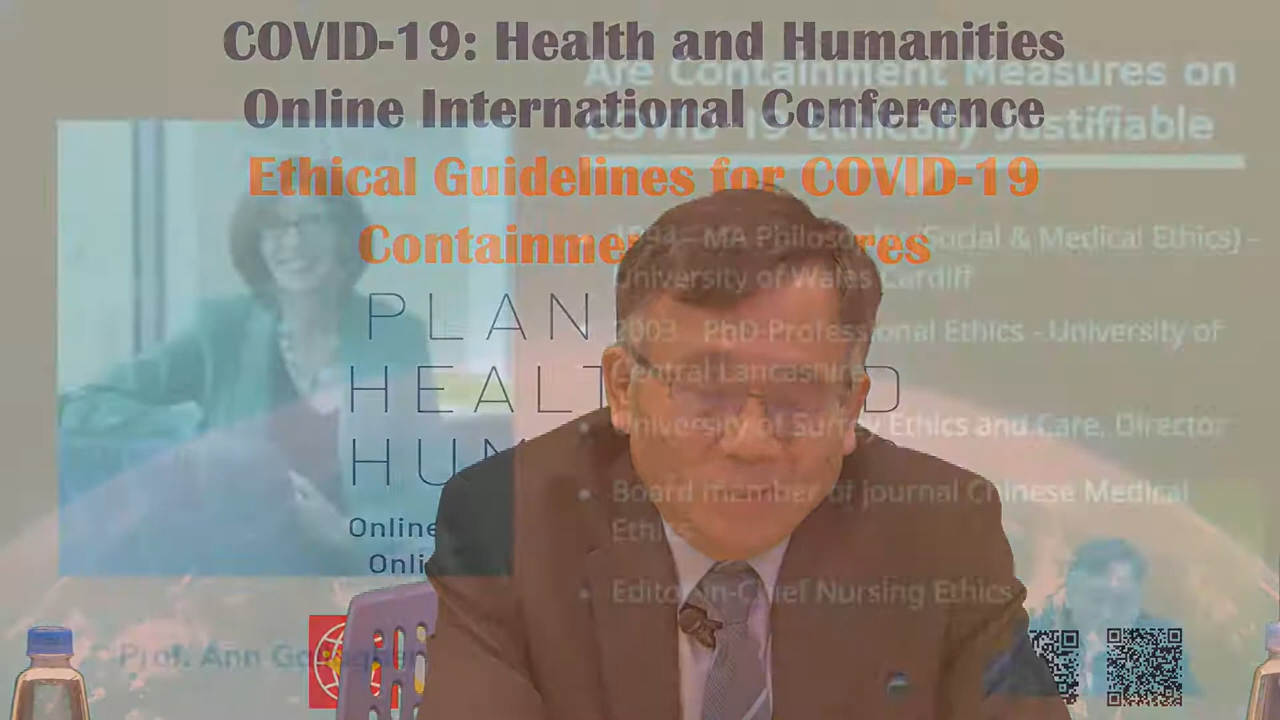 COVID-19: Health and Humanities
Online International Conference
Ethical Guidelines for COVID-19
Containme res
PLAN
HEALT D
HUM
Online
Onli
Are Containment Measures on
COVID-19 Ethically Justifiable
MA Philosophy (Social & Medical Ethics) -
University of Wales Cardiff
2003 PhD-Professional Ethics - University of
Central Lancashire
University of Surrey Ethics and Care, Director
Board member of journal Chinese Medical
Ethics
Editor-in-Chief Nursing Ethics
Prof. Ann Gallagher